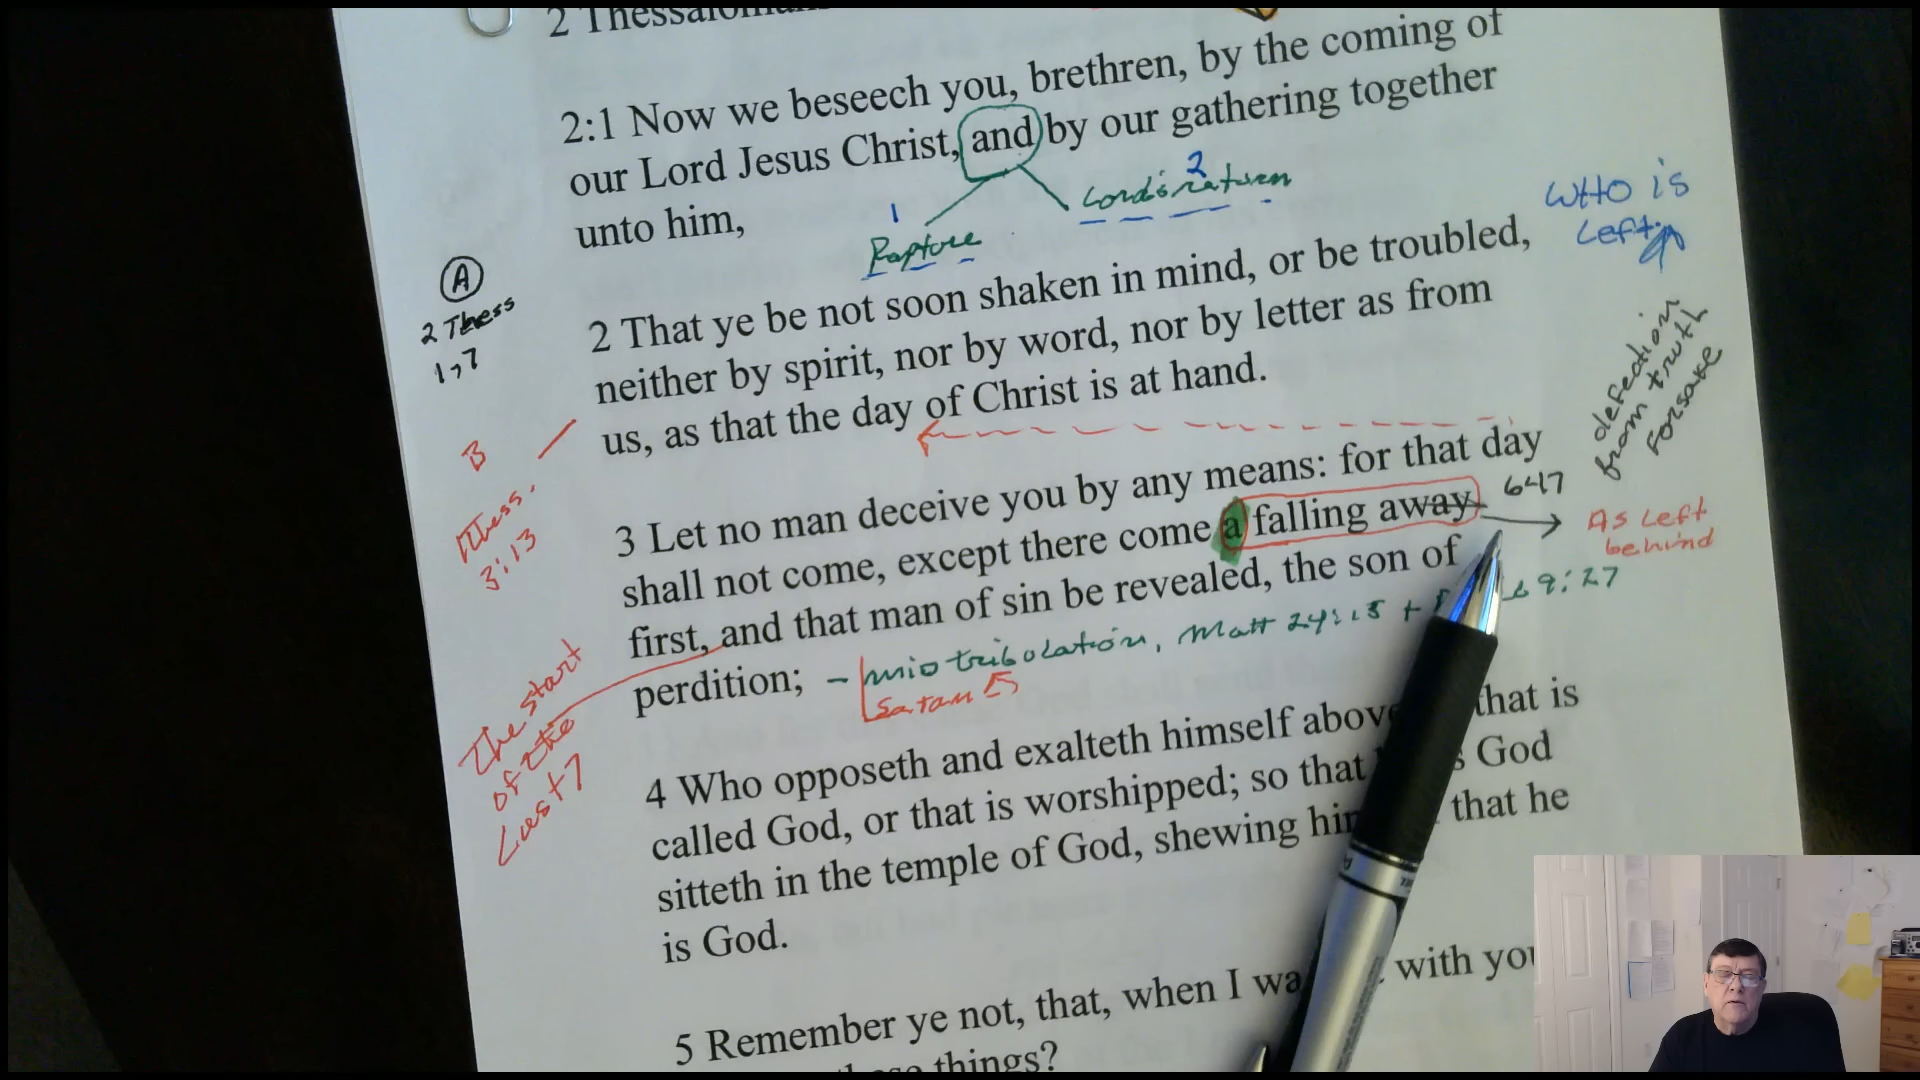 2 Thessalonians
2:1 Now we beseech you, brethren, by the coming of
our Lord Jesus Christ, and by our gathering together
unto him,
1
Rapture
2
Lord's return
WHO is
Left
A
2 Thess
1,7
2 That ye be not soon shaken in mind, or be troubled,
neither by spirit, nor by word, nor by letter as from
us, as that the day of Christ is at hand.
defection
from truth
Forsake
B
Thess.
3:13
3 Let no man deceive you by any means: for that day
shall not come, except there come a falling away
647
As Left
behind
first, and that man of sin be revealed, the son of
perdition; - mid tribulation, Matt 24:15 + 9:27
Satan
The start
of the
Last 7
4 Who opposeth and exalteth himself above that is
called God, or that is worshipped; so that God
sitteth in the temple of God, shewing that he
is God.
5 Remember ye not, that, when I with
things?